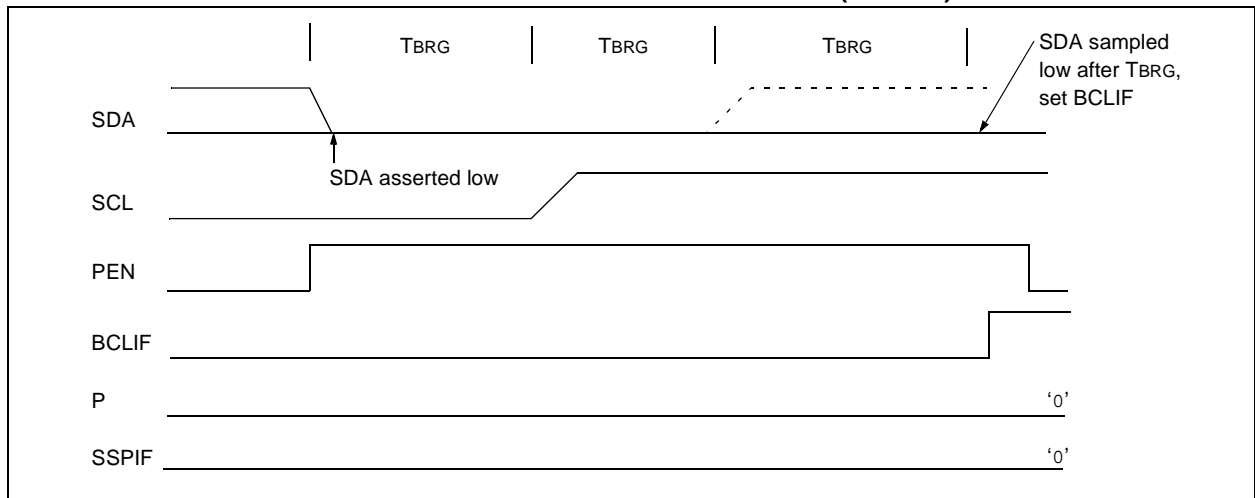 TBRG TBRG TBRG
SDA sampled
low after TBRG,
set BCLIF
SDA
SDA asserted low
SCL
PEN
BCLIF
P
‘0’
SSPIF
‘0’